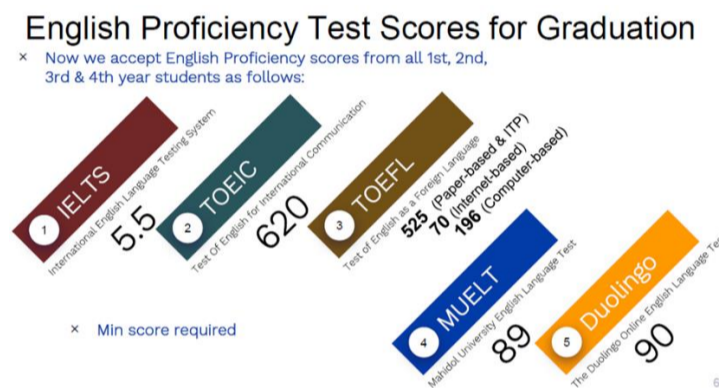 English Proficiency Test Scores for Graduation
× Now we accept English Proficiency scores from all 1st, 2nd,
3rd & 4th year students as follows:
1 IELTS
International English Language Testing System
5.5
2 TOEIC
Test Of English for International Communication
620
3 TOEFL
Test of English as a Foreign Language
525 (Paper-based & ITP)
70 (Internet-based)
196 (Computer-based)
4 MUELT
Mahidol University English Language Test
89
5 Duolingo
The Duolingo Online English Language Te
90
× Min score required
6